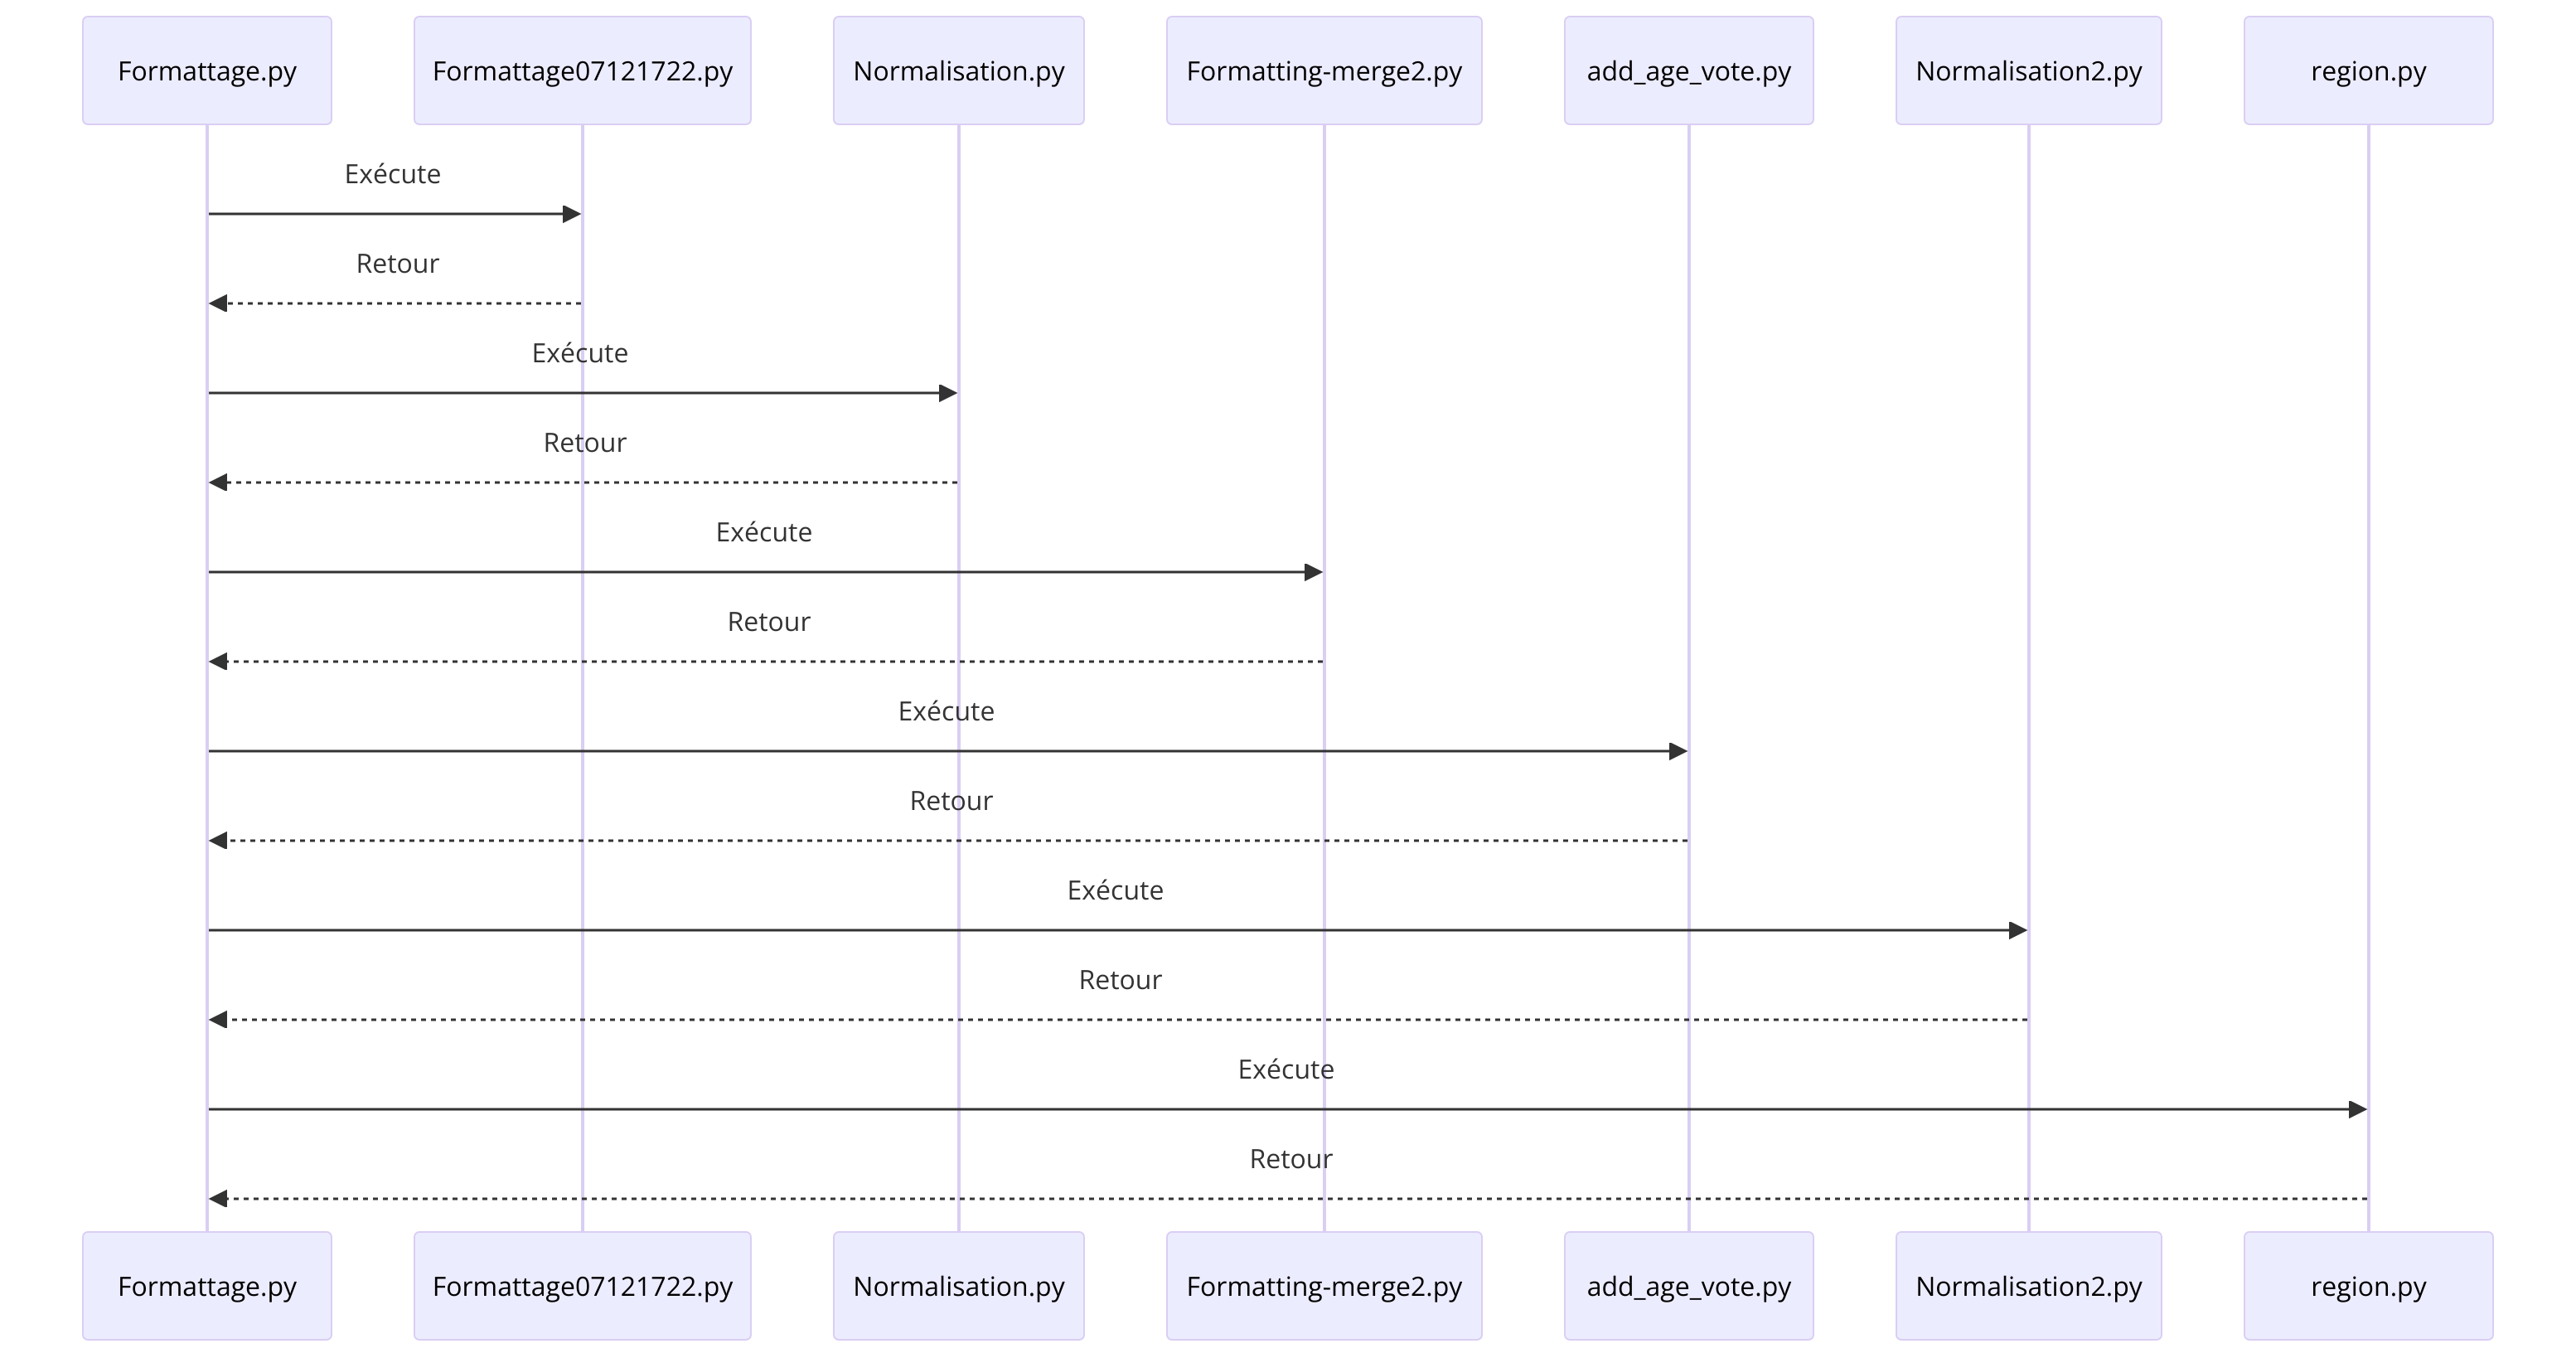 Formattage.py
Formattage07121722.py
Normalisation.py
Formatting-merge2.py
add_age_vote.py
Normalisation2.py
region.py
Exécute
Retour
Exécute
Retour
Exécute
Retour
Exécute
Retour
Exécute
Retour
Exécute
Retour
Formattage.py
Formattage07121722.py
Normalisation.py
Formatting-merge2.py
add_age_vote.py
Normalisation2.py
region.py